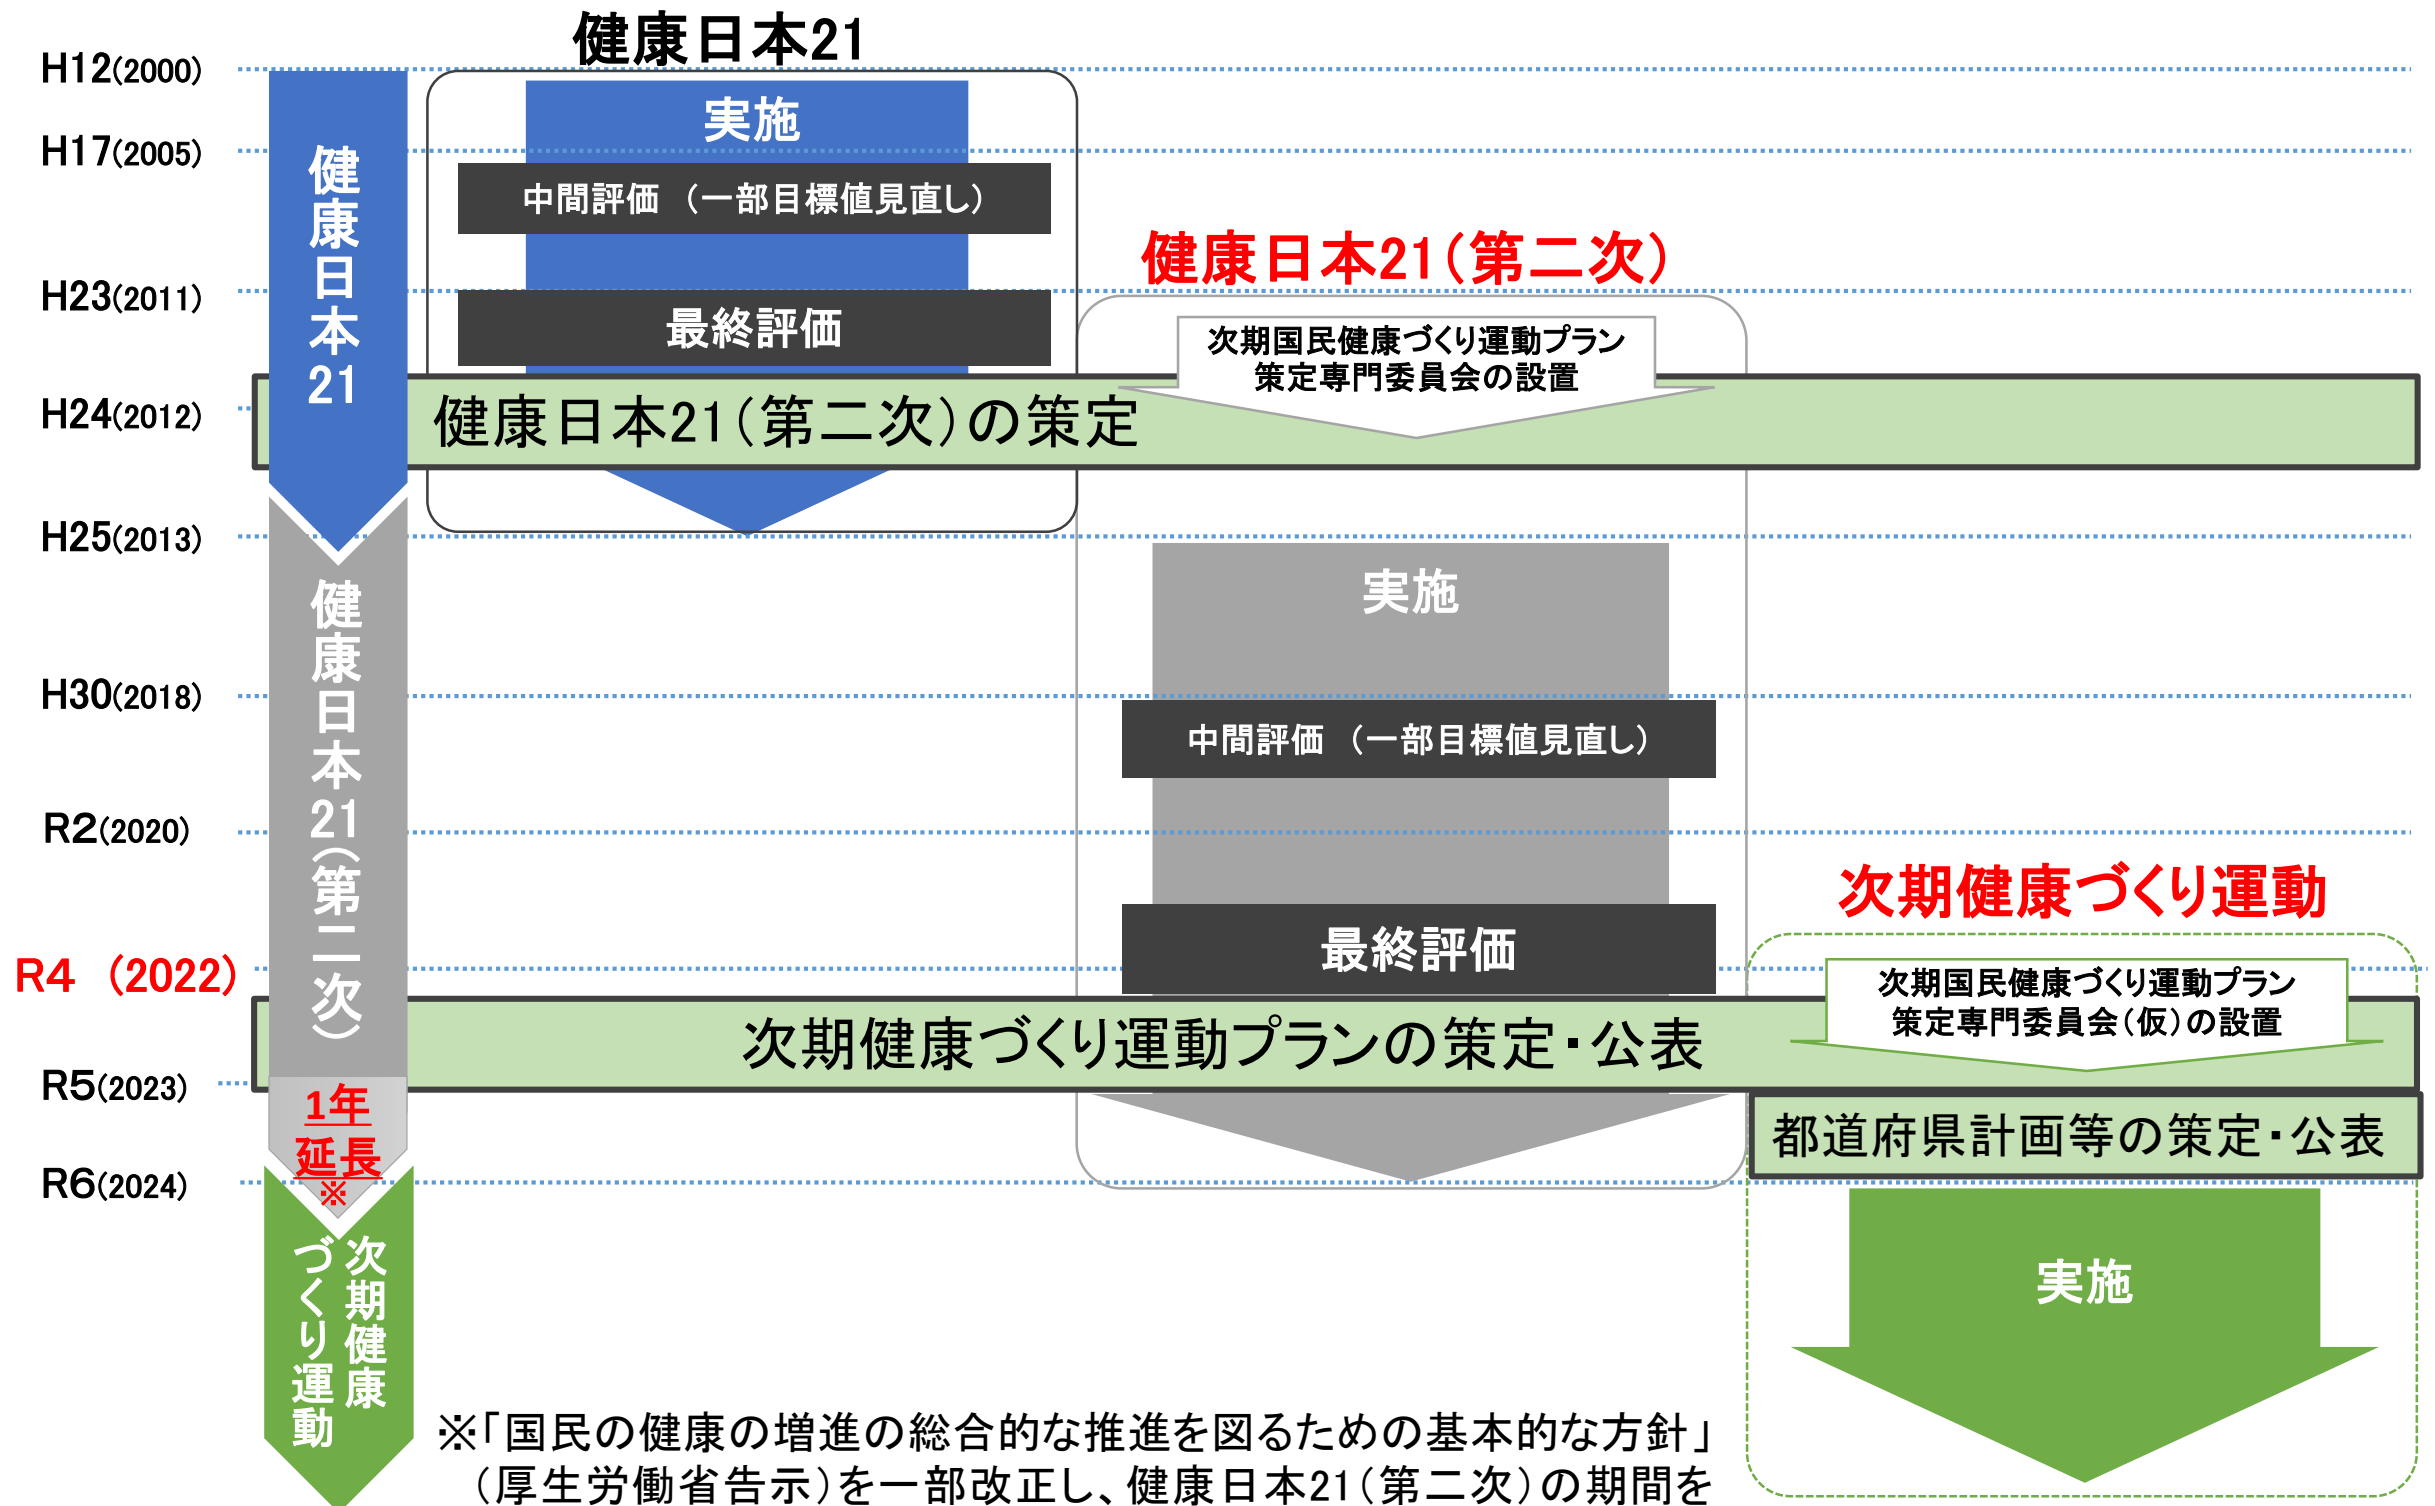 健康日本21
H12(2000)
実施
H17(2005)
中間評価 （一部目標値見直し）
健康日本21
健康日本21（第二次）
H23(2011)
最終評価
次期国民健康づくり運動プラン
策定専門委員会の設置
H24(2012)
健康日本21（第二次）の策定
H25(2013)
実施
健康日本21（第二次）
H30(2018)
中間評価 （一部目標値見直し）
R2(2020)
次期健康づくり運動
最終評価
R4 （2022）
次期国民健康づくり運動プラン
策定専門委員会（仮）の設置
次期健康づくり運動プランの策定・公表
R5(2023)
1年
延長
※
都道府県計画等の策定・公表
R6(2024)
次期健康
づくり運動
実施
※「国民の健康の増進の総合的な推進を図るための基本的な方針」
（厚生労働省告示）を一部改正し、健康日本21（第二次）の期間を